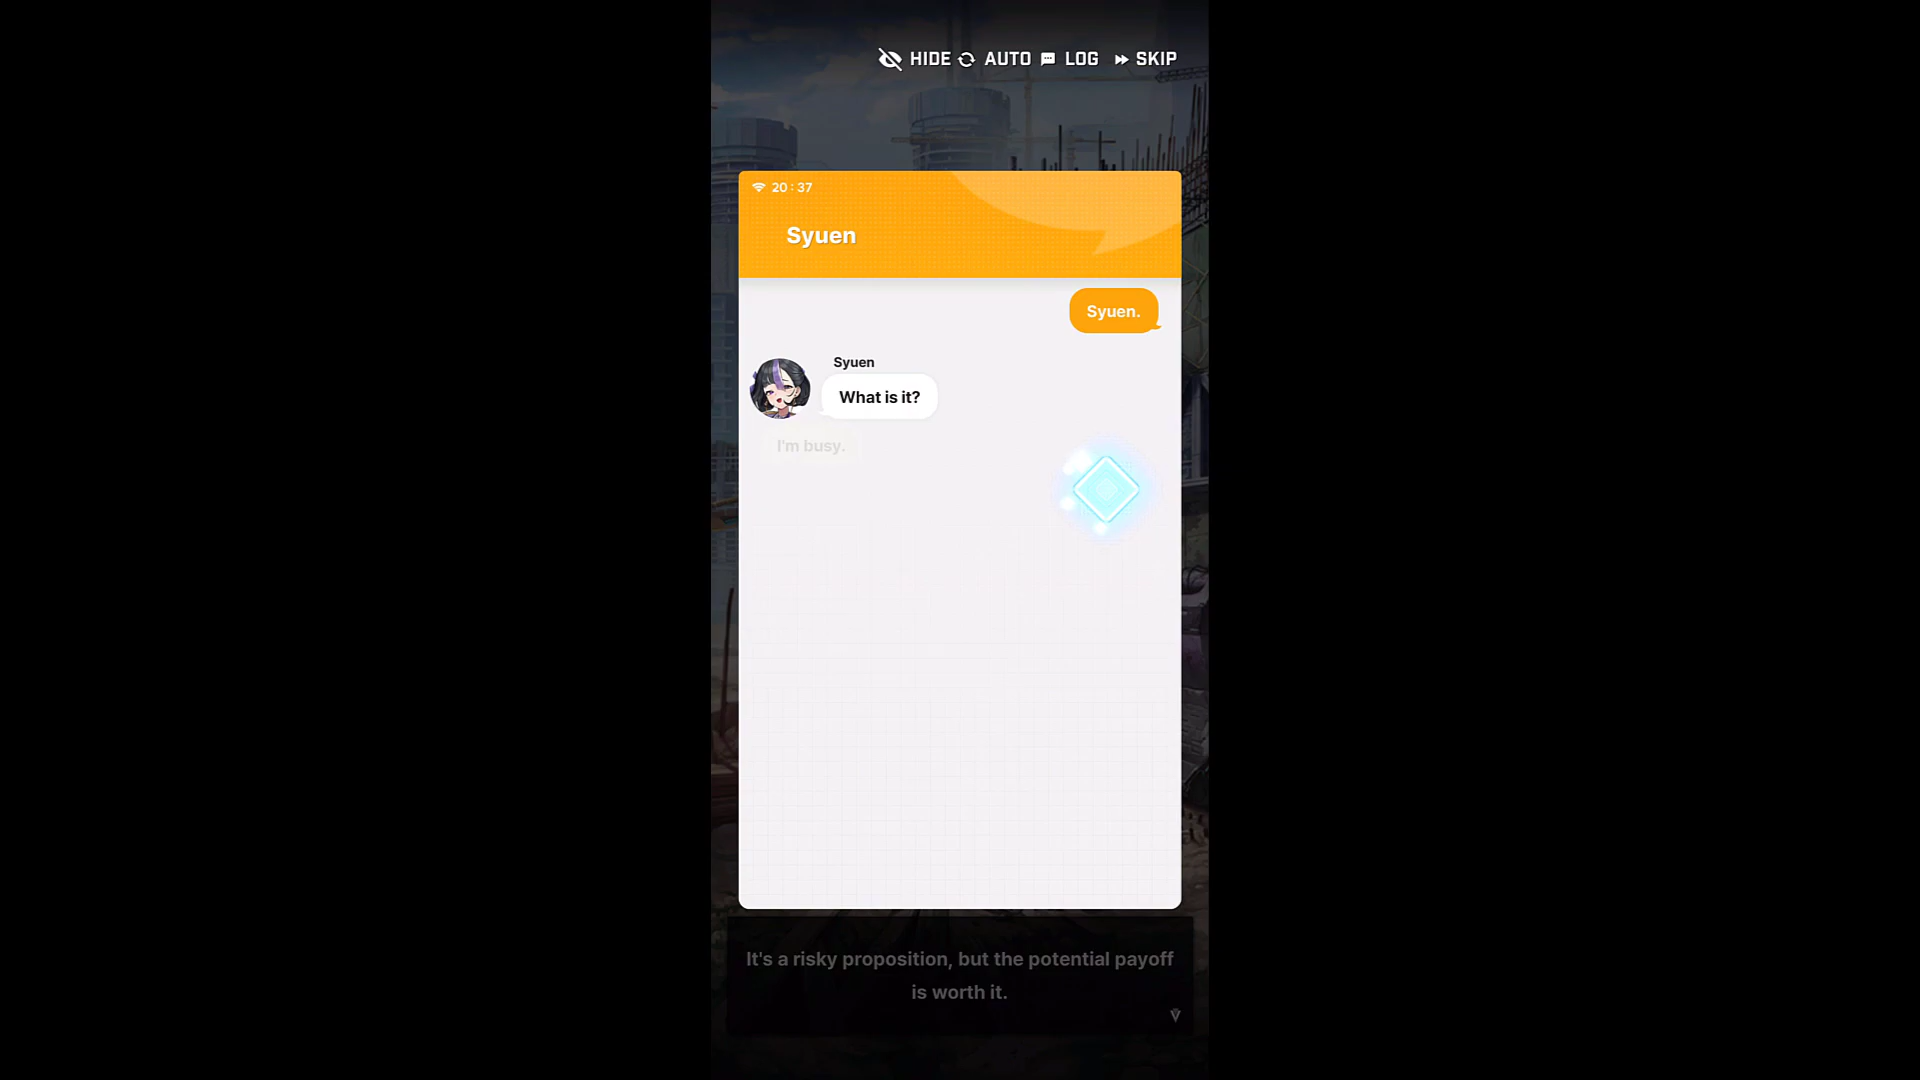 HIDE AUTO LOG SKIP
20 : 37
Syuen
Syuen.
Syuen
What is it?
I'm busy.
It's a risky proposition, but the potential payoff
is worth it.